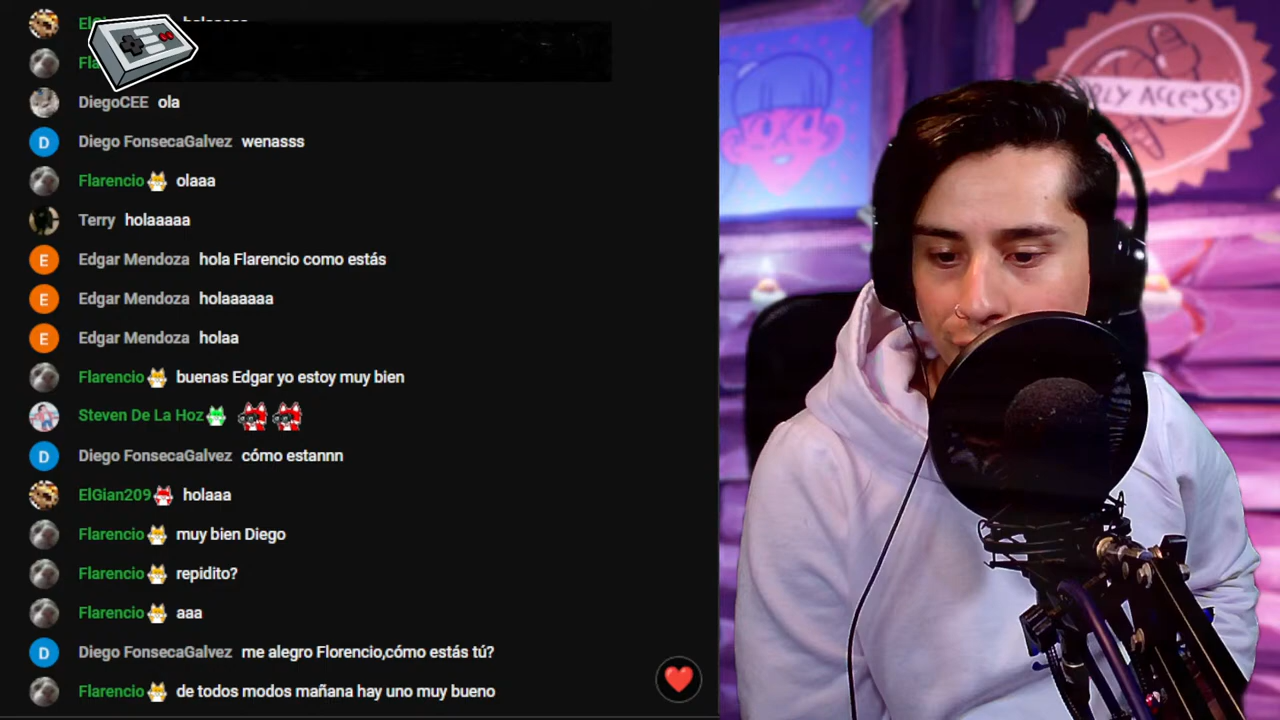 holaaaaa
DiegoCEE ola
Diego FonsecaGalvez wenasss
Flarencio olaaa
Terry holaaaaa
Edgar Mendoza hola Flarencio como estás
Edgar Mendoza holaaaaaa
Edgar Mendoza holaa
Flarencio buenas Edgar yo estoy muy bien
Steven De La Hoz
D
Diego FonsecaGalvez cómo estannn
ElGian209 holaaa
Flarencio muy bien Diego
Flarencio repidito?
Flarencio aaa
Diego FonsecaGalvez me alegro Florencio,cómo estás tú?
Flarencio de todos modos mañana hay uno muy bueno
ACCESS!